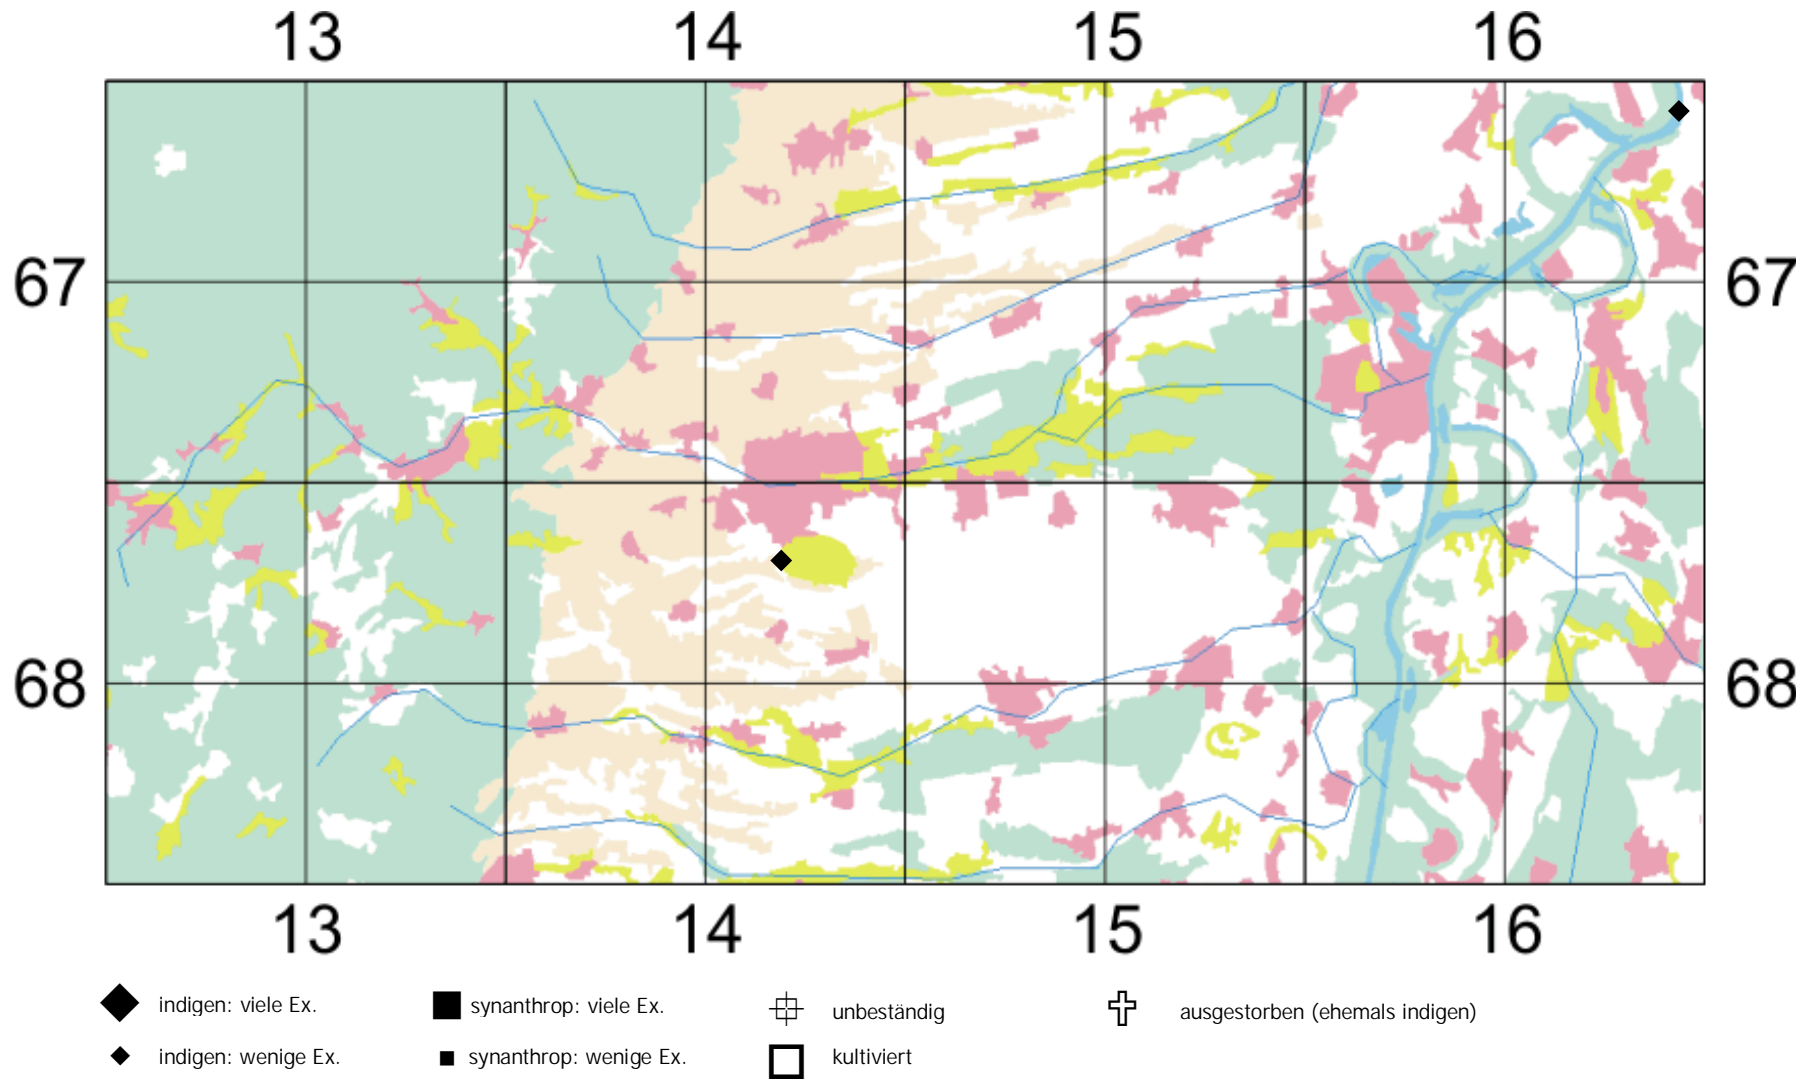 13 14 15 16
67 67
68 68
13 14 15 16
indigen: viele Ex. synanthrop: viele Ex. unbeständig ausgestorben (ehemals indigen)
indigen: wenige Ex. synanthrop: wenige Ex. kultiviert